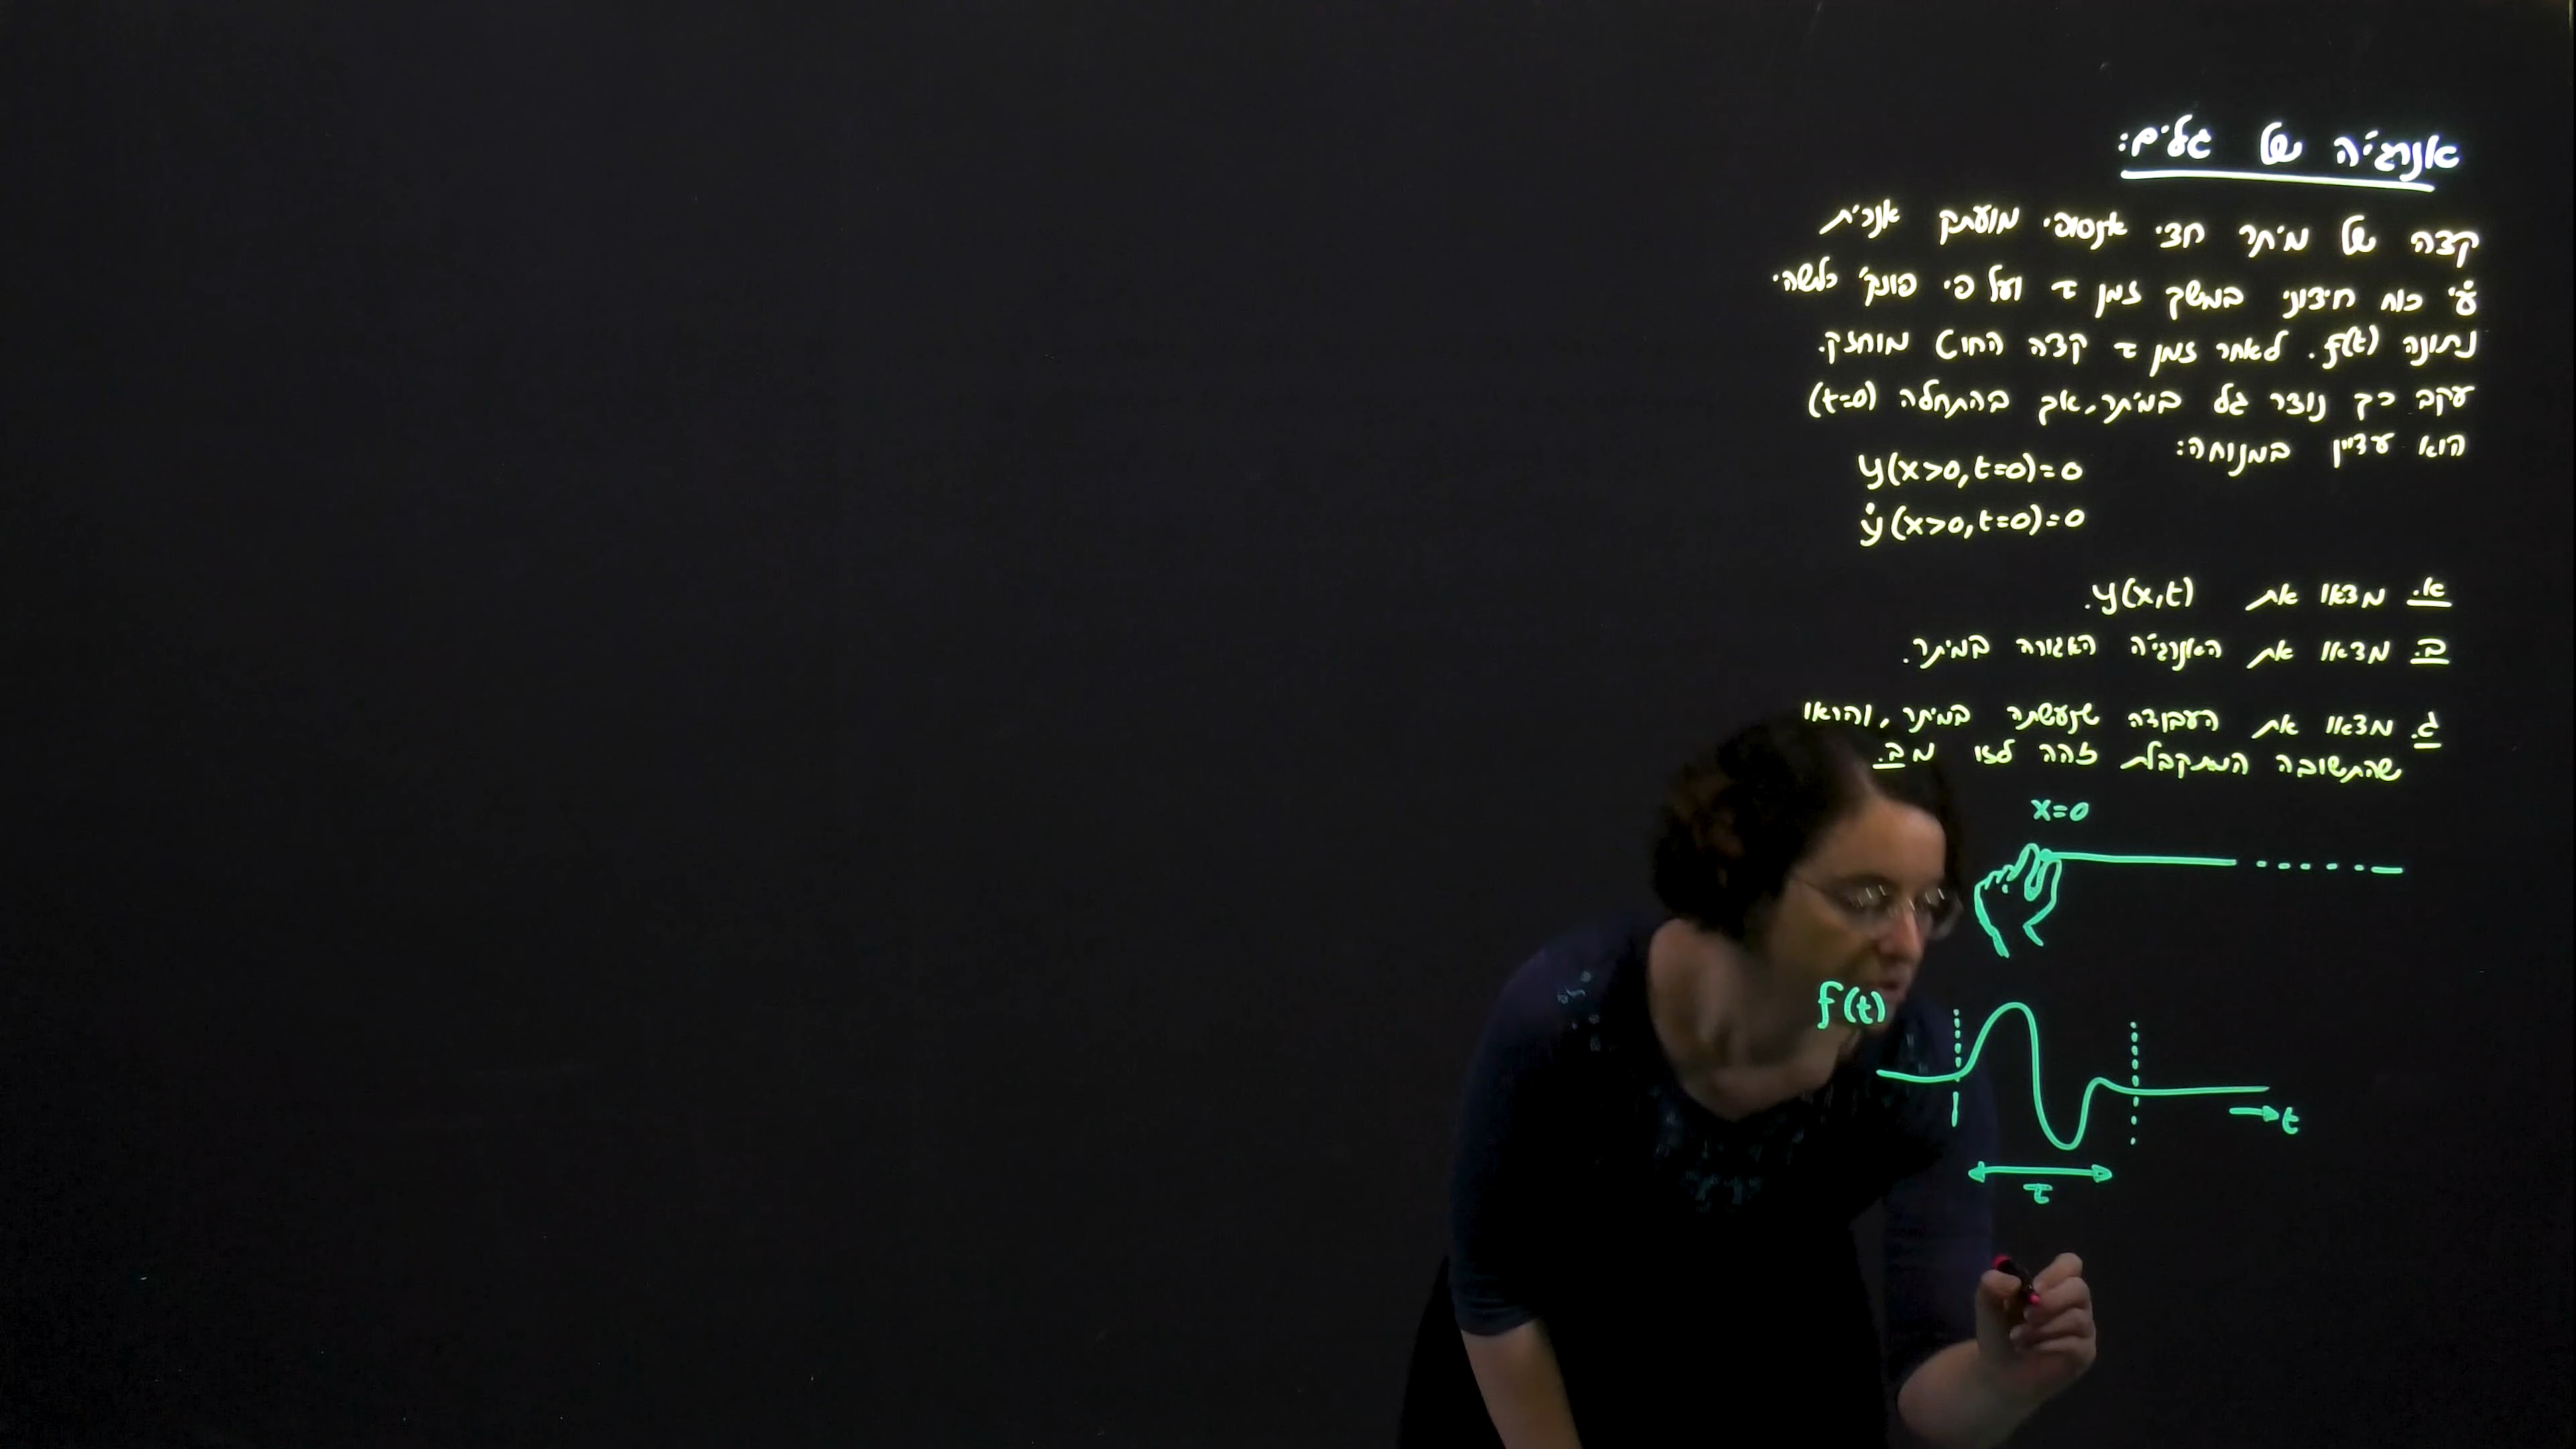 אנרגיה של גלים:
קצה של מיתר חצי אינסופי מועתק אנכית
ע"י כוח חיצוני במשך זמן τ ועל פי פונק' כלשהי
נתונה f(t). לאחר זמן τ קצה החוט מוחזק.
עקב כך נוצר גל במיתר, אך בהתחלה (t=0)
הוא עדיין במנוחה:
y(x>0,t=0)=0
ẏ(x>0,t=0)=0
א. מצאו את y(x,t).
ב. מצאו את האנרגיה האגורה במיתר.
ג. מצאו את העבודה שנעשתה במיתר, והראו
שהתשובה המתקבלת זהה לזו מב.
x=0
f(t)
t
τ